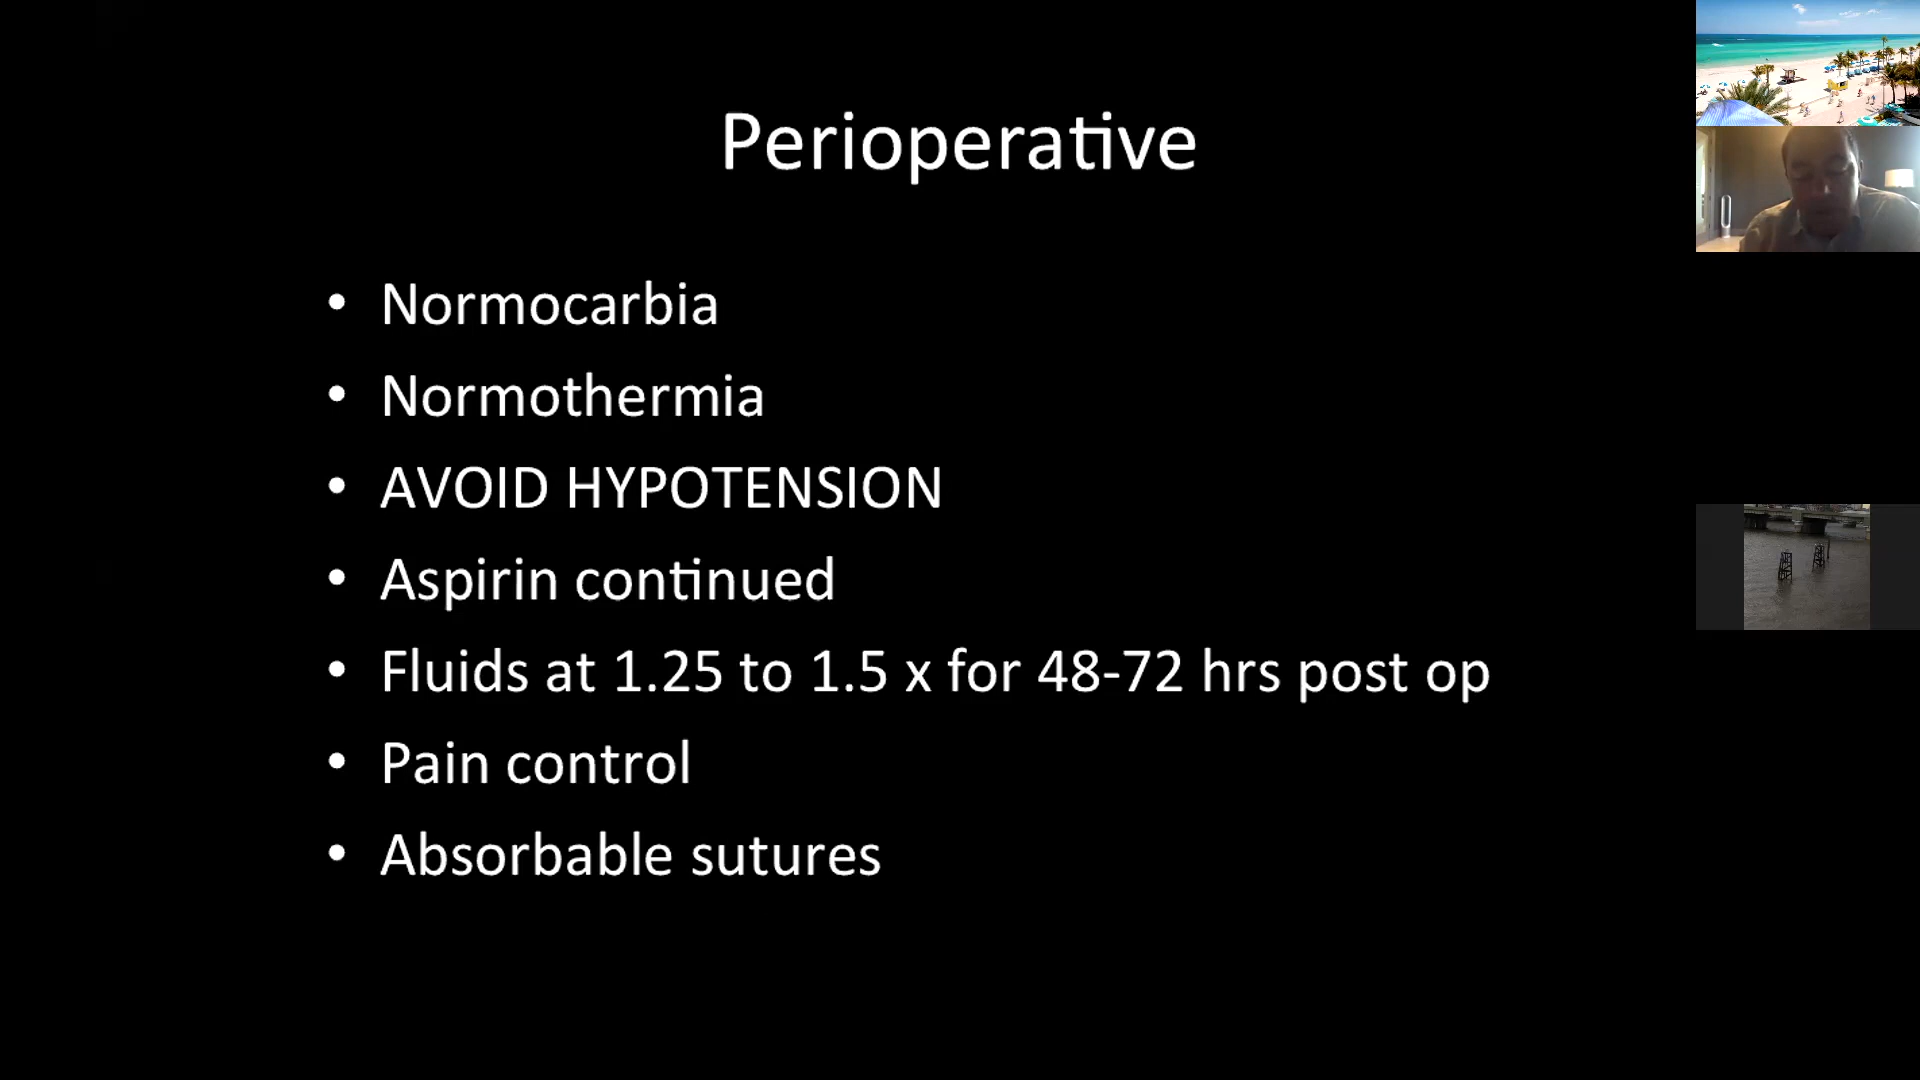 Perioperative
• Normocarbia
• Normothermia
• AVOID HYPOTENSION
• Aspirin continued
• Fluids at 1.25 to 1.5 x for 48-72 hrs post op
• Pain control
• Absorbable sutures